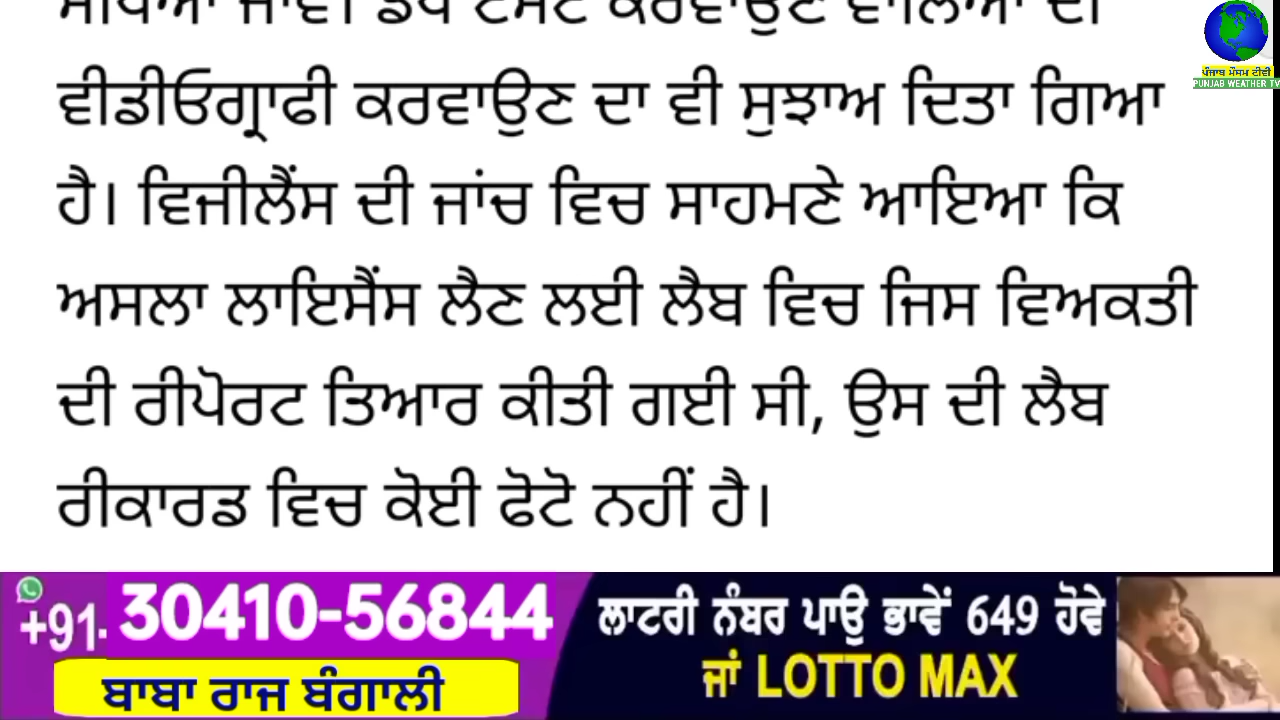 ਵੀਡੀਓਗ੍ਰਾਫੀ ਕਰਵਾਉਣ ਦਾ ਵੀ ਸੁਝਾਅ ਦਿਤਾ ਗਿਆ
ਹੈ। ਵਿਜੀਲੈਂਸ ਦੀ ਜਾਂਚ ਵਿਚ ਸਾਹਮਣੇ ਆਇਆ ਕਿ
ਅਸਲਾ ਲਾਇਸੈਂਸ ਲੈਣ ਲਈ ਲੈਬ ਵਿਚ ਜਿਸ ਵਿਅਕਤੀ
ਦੀ ਰੀਪੋਰਟ ਤਿਆਰ ਕੀਤੀ ਗਈ ਸੀ, ਉਸ ਦੀ ਲੈਬ
ਰੀਕਾਰਡ ਵਿਚ ਕੋਈ ਫੋਟੋ ਨਹੀਂ ਹੈ।
ਪੰਜਾਬ ਮੌਸਮ ਟੀਵੀ
PUNJAB WEATHER TV
+91-30410-56844
ਬਾਬਾ ਰਾਜ ਬੰਗਾਲੀ
ਲਾਟਰੀ ਨੰਬਰ ਪਾਉ ਭਾਵੇਂ 649 ਹੋਵੇ
ਜਾਂ LOTTO MAX